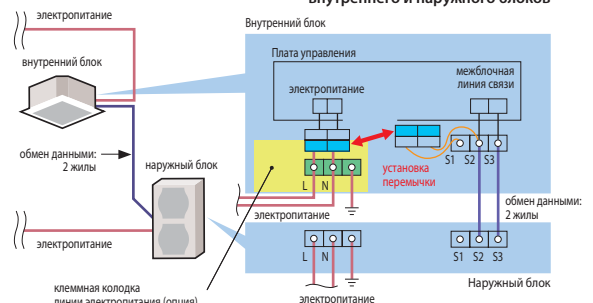 внутреннего и наружного блоков
электропитание
Внутренний блок
Плата управления
внутренний блок
электропитание
межблочная
линия связи
S1 S2 S3
обмен данными:
2 жилы
наружный блок
L N
установка
перемычки
электропитание
обмен данными:
2 жилы
электропитание
L N
S1 S2 S3
Наружный блок
клеммная колодка
линии электропитания (опция)
электропитание